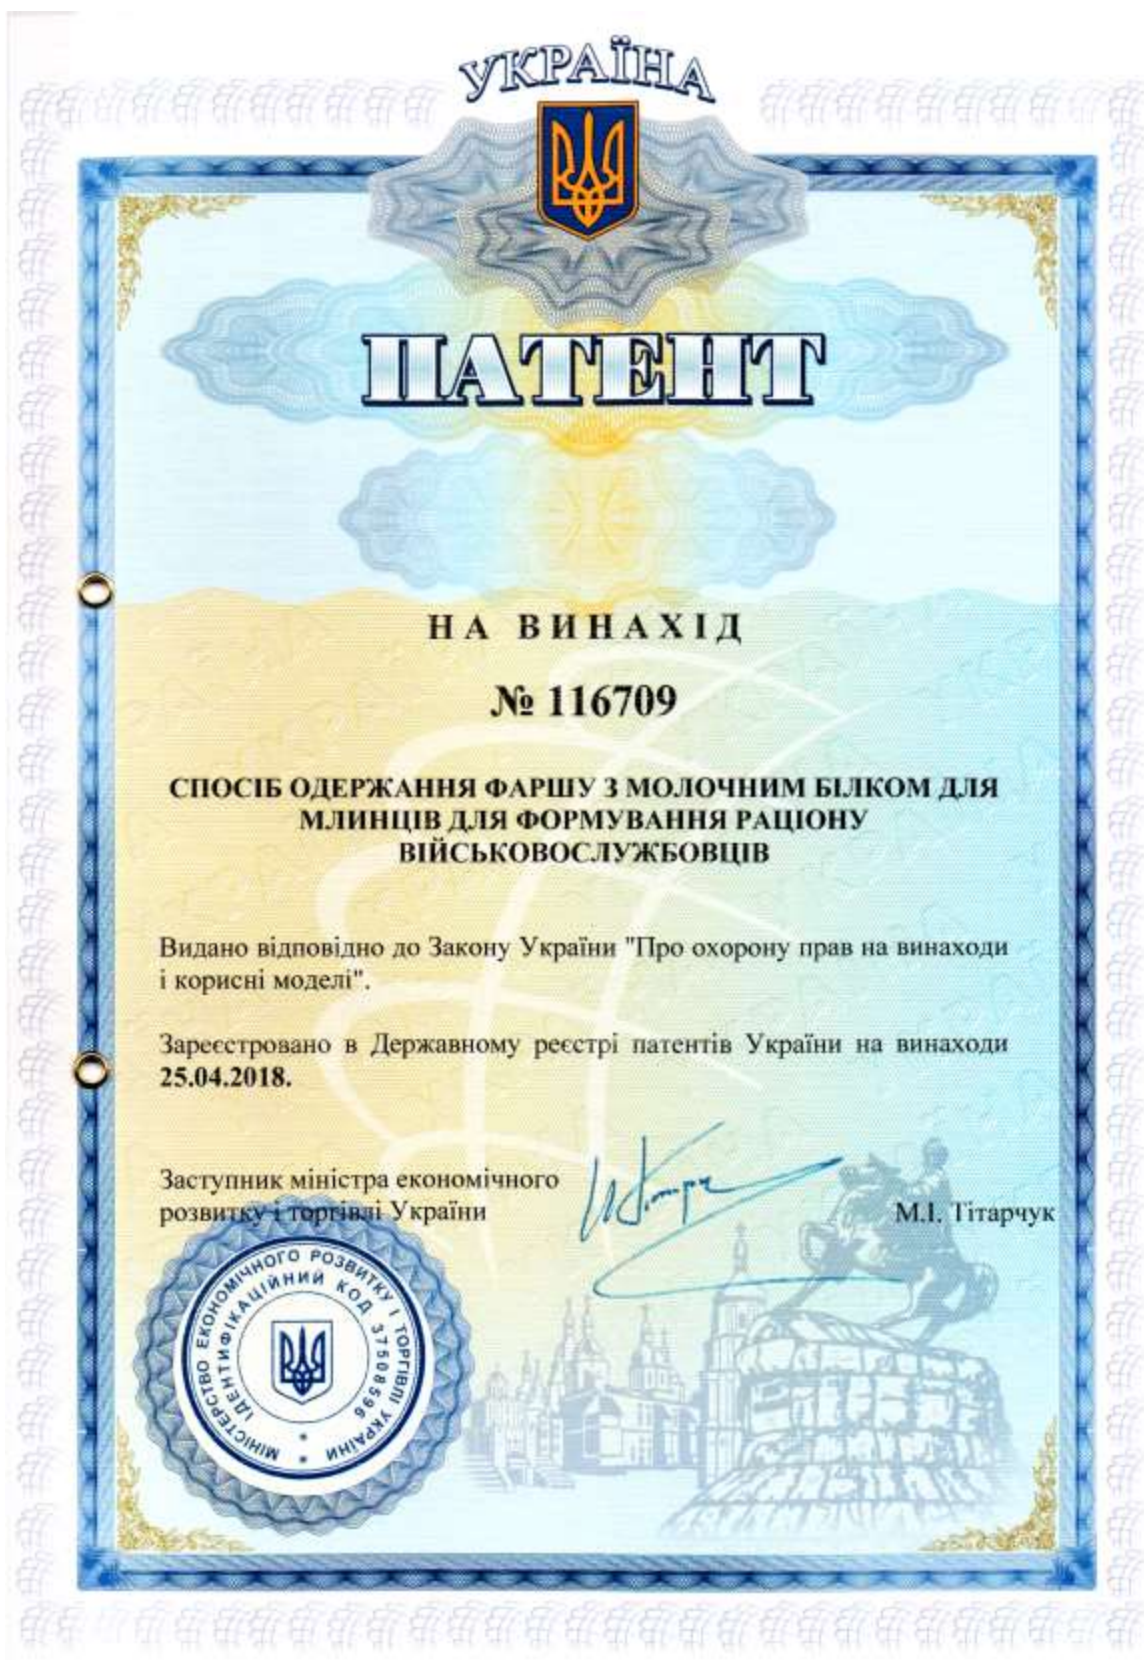 УКРАЇНА
ПАТЕНТ
НА ВИНАХІД
№ 116709
СПОСІБ ОДЕРЖАННЯ ФАРШУ З МОЛОЧНИМ БІЛКОМ ДЛЯ
МЛИНЦІВ ДЛЯ ФОРМУВАННЯ РАЦІОНУ
ВІЙСЬКОВОСЛУЖБОВЦІВ
Видано відповідно до Закону України "Про охорону прав на винаходи
і корисні моделі".
Зареєстровано в Державному реєстрі патентів України на винаходи
25.04.2018.
Заступник міністра економічного
розвитку і торгівлі України
М.І. Тітарчук
МІНІСТЕРСТВО ЕКОНОМІЧНОГО РОЗВИТКУ І ТОРГІВЛІ УКРАЇНИ *
ІДЕНТИФІКАЦІЙНИЙ КОД 37508596 *